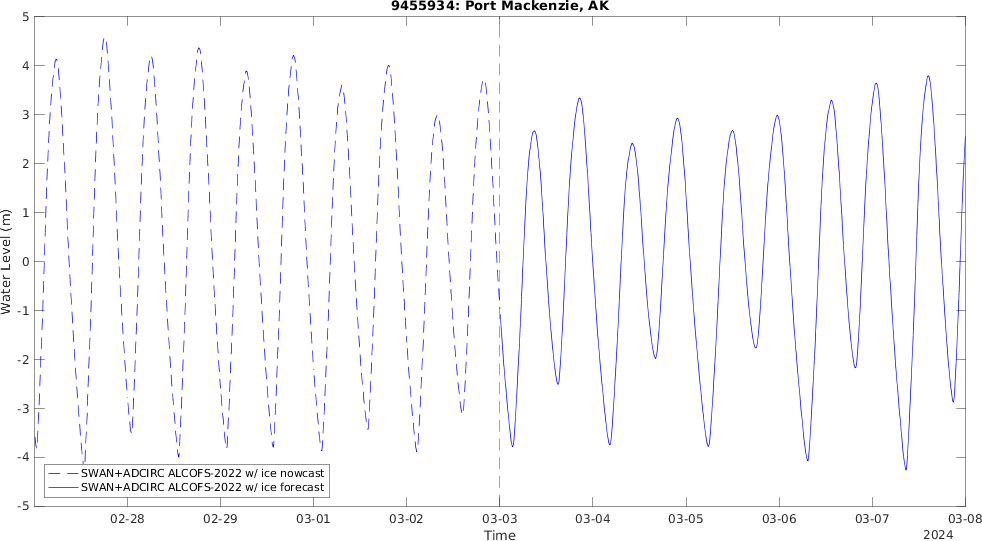 9455934: Port Mackenzie, AK
5
4
3
2
1
0
-1
-2
-3
-4
-5
Water Level (m)
SWAN+ADCIRC ALCOFS-2022 w/ ice nowcast
SWAN+ADCIRC ALCOFS-2022 w/ ice forecast
02-28 02-29 03-01 03-02 03-03 03-04 03-05 03-06 03-07 03-08
Time
2024